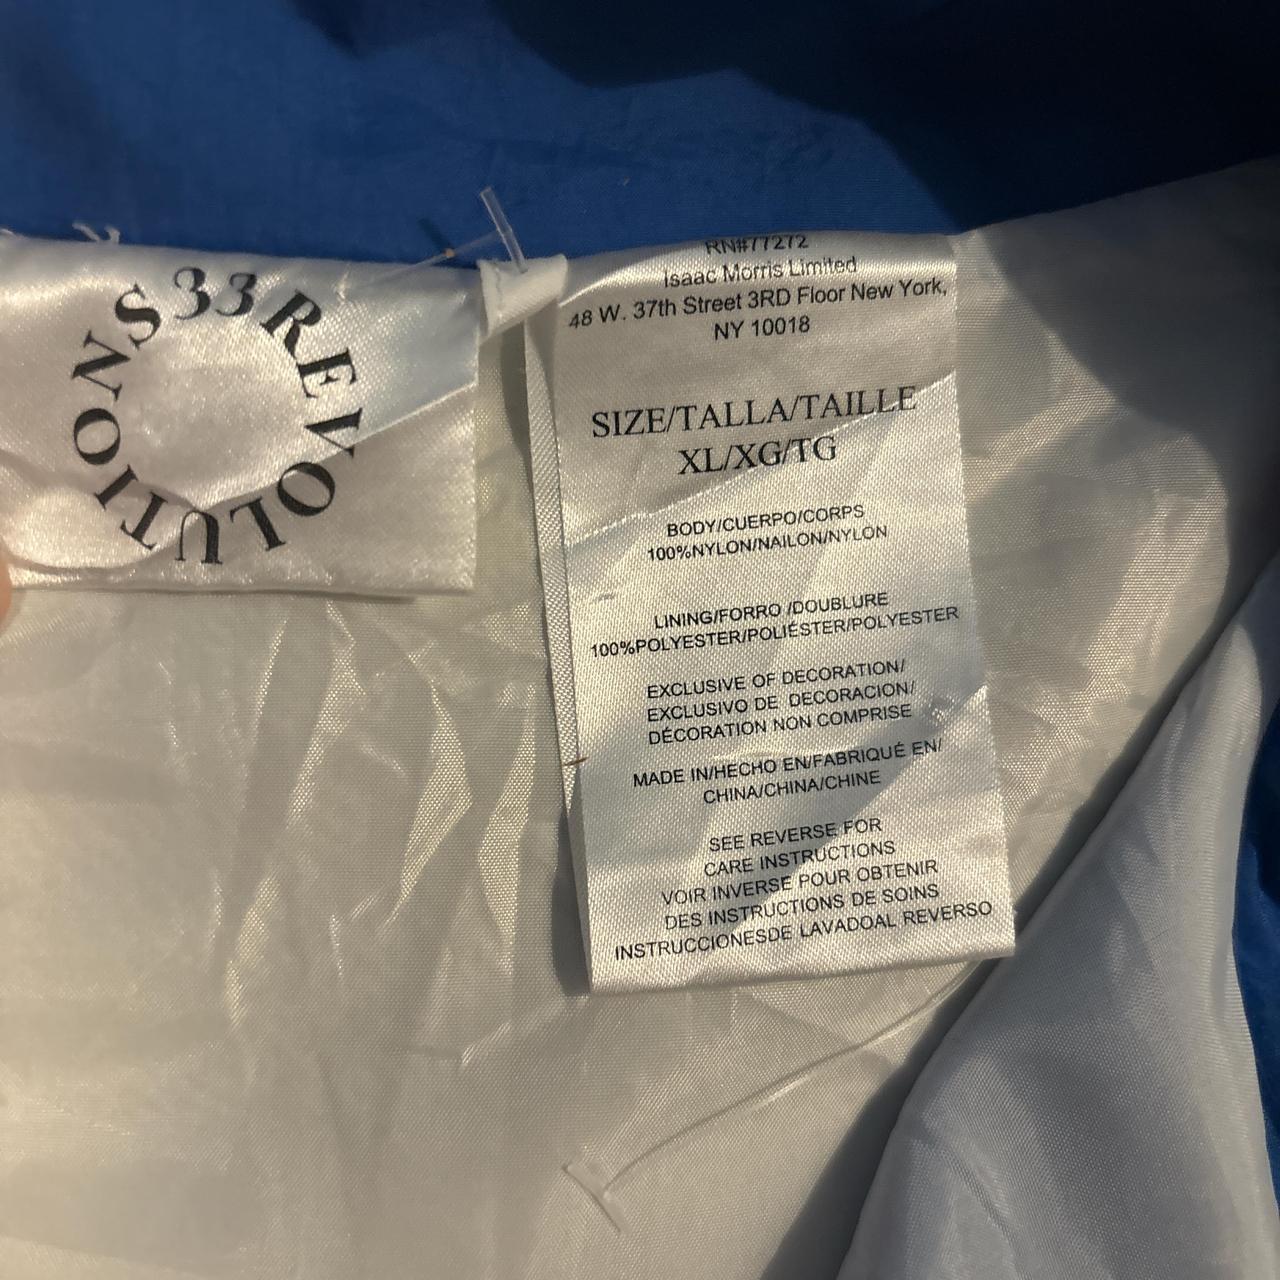 33 REVOLUTIONS
RN#77272
Isaac Morris Limited
48 W. 37th Street 3RD Floor New York,
NY 10018
SIZE/TALLA/TAILLE
XL/XG/TG
BODY/CUERPO/CORPS
100%NYLON/NAILON/NYLON
LINING/FORRO /DOUBLURE
100%POLYESTER/POLIÉSTER/POLYESTER
EXCLUSIVE OF DECORATION/
EXCLUSIVO DE DECORACION/
DÉCORATION NON COMPRISE
MADE IN/HECHO EN/FABRIQUÉ EN/
CHINA/CHINA/CHINE
SEE REVERSE FOR
CARE INSTRUCTIONS
VOIR INVERSE POUR OBTENIR
DES INSTRUCTIONS DE SOINS
INSTRUCCIONESDE LAVADOAL REVERSO